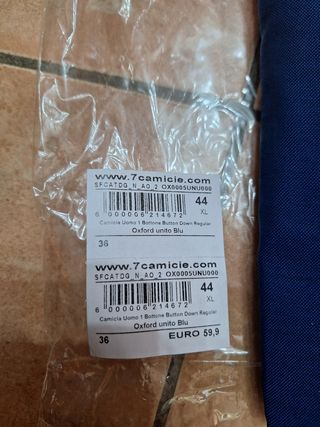 www.7camicie.com
SFCATDG_N_AO_2 OX0005UNU000
44
XL
6 000006 214672
Camicia Uomo 1 Bottone Button Down Regular
Oxford unito Blu
36
www.7camicie.com
SFCATDG_N_AO_2 OX0005UNU000
44
XL
6 000006 214672
Camicia Uomo 1 Bottone Button Down Regular
Oxford unito Blu
36 EURO 59,9